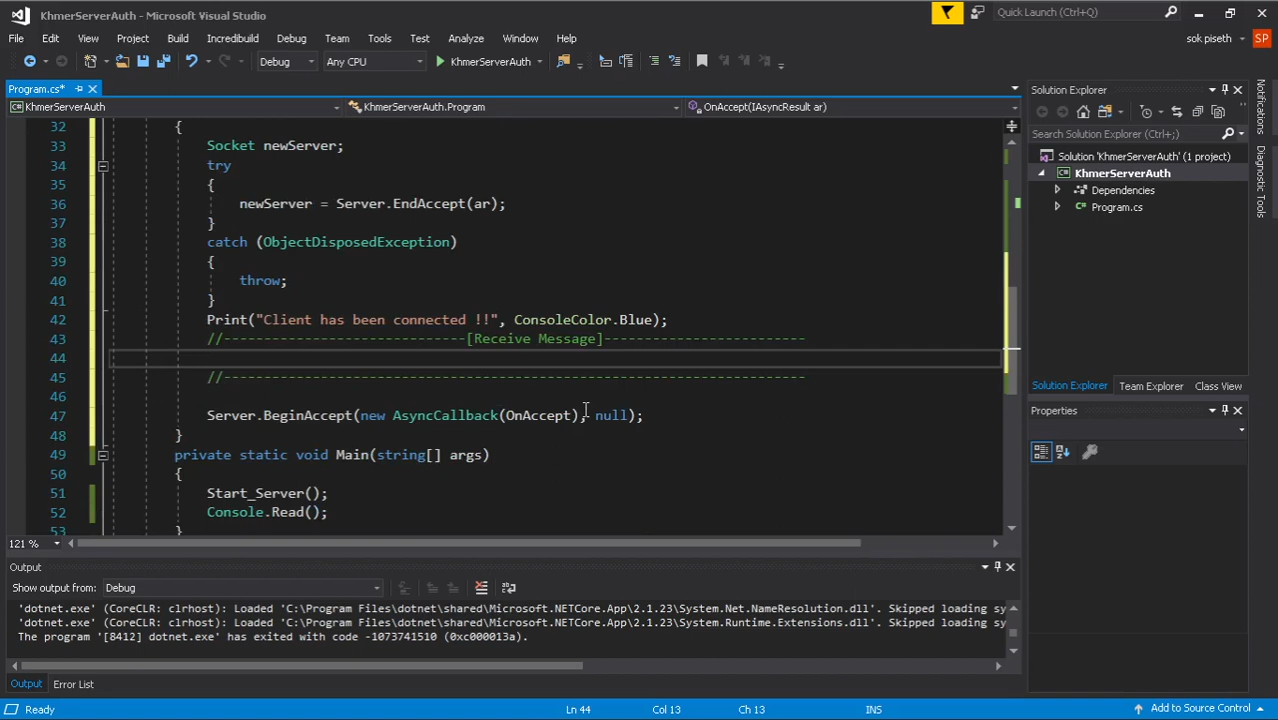 KhmerServerAuth - Microsoft Visual Studio
Quick Launch (Ctrl+Q)
File Edit View Project Build Incredibuild Debug Team Tools Test Analyze Window Help
sok piseth SP
Debug Any CPU KhmerServerAuth
Program.cs*
KhmerServerAuth KhmerServerAuth.Program OnAccept(IAsyncResult ar)
32 {
33 Socket newServer;
34 try
35 {
36 newServer = Server.EndAccept(ar);
37 }
38 catch (ObjectDisposedException)
39 {
40 throw;
41 }
42 Print("Client has been connected !!", ConsoleColor.Blue);
43 //------------------------------[Receive Message]-------------------------
44
45 //------------------------------------------------------------------------
46
47 Server.BeginAccept(new AsyncCallback(OnAccept), null);
48 }
49 private static void Main(string[] args)
50 {
51 Start_Server();
52 Console.Read();
53 }
121 %
Solution Explorer
Search Solution Explorer (Ctrl+;)
Solution 'KhmerServerAuth' (1 project)
KhmerServerAuth
Dependencies
Program.cs
Solution Explorer Team Explorer Class View
Properties
Notifications
Diagnostic Tools
Output
Show output from: Debug
'dotnet.exe' (CoreCLR: clrhost): Loaded 'C:\Program Files\dotnet\shared\Microsoft.NETCore.App\2.1.23\System.Net.NameResolution.dll'. Skipped loading sy
'dotnet.exe' (CoreCLR: clrhost): Loaded 'C:\Program Files\dotnet\shared\Microsoft.NETCore.App\2.1.23\System.Runtime.Extensions.dll'. Skipped loading sy
The program '[8412] dotnet.exe' has exited with code -1073741510 (0xc000013a).
Output Error List
Ready Ln 44 Col 13 Ch 13 INS Add to Source Control